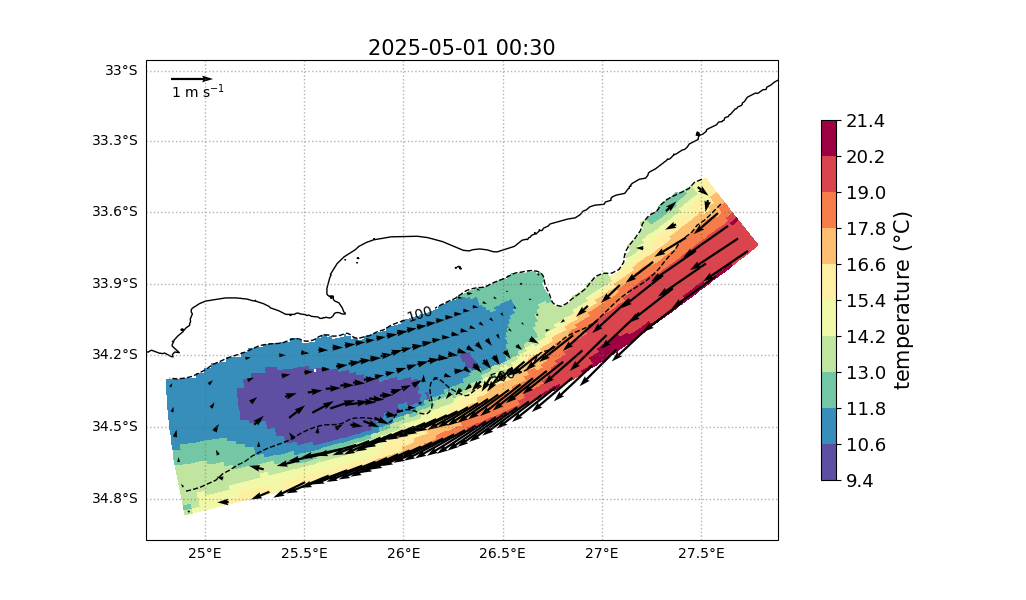 2025-05-01 00:30
33°S
33.3°S
33.6°S
33.9°S
34.2°S
34.5°S
34.8°S
1 m s⁻¹
100
25°E
25.5°E
26°E
26.5°E
27°E
27.5°E
21.4
20.2
19.0
17.8
16.6
15.4
14.2
13.0
11.8
10.6
9.4
temperature (°C)